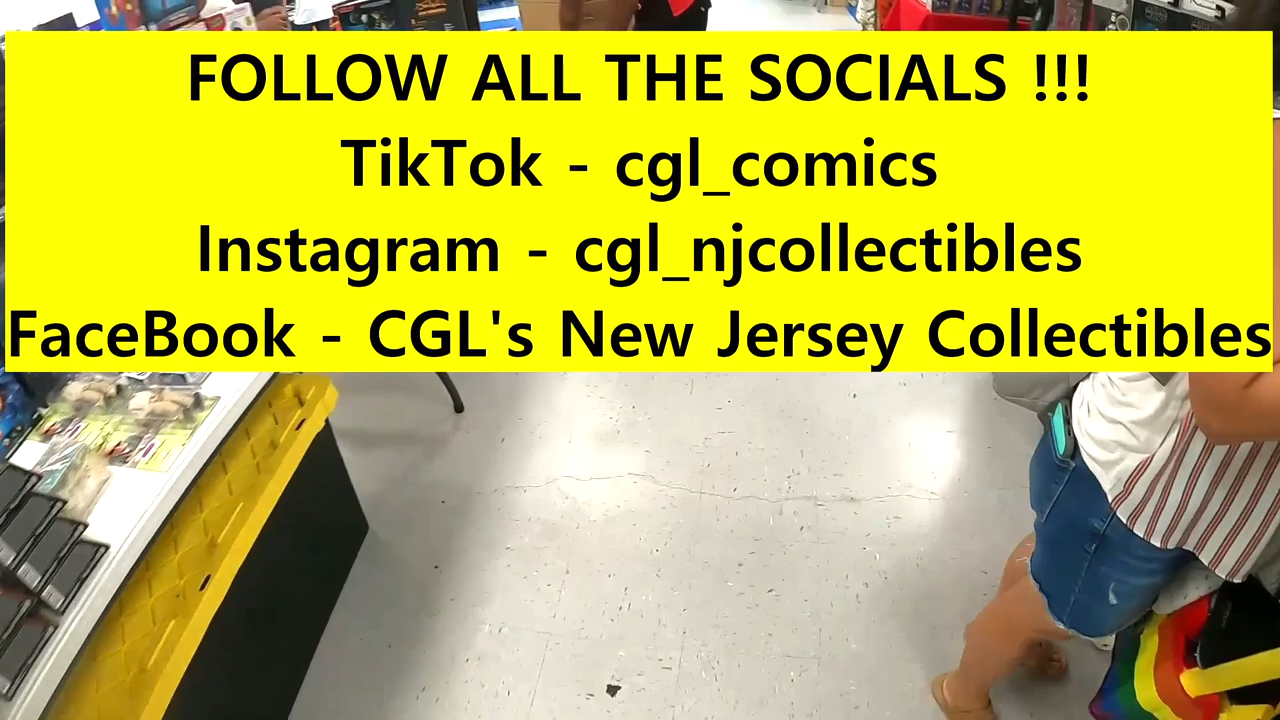 FOLLOW ALL THE SOCIALS !!!
TikTok - cgl_comics
Instagram - cgl_njcollectibles
FaceBook - CGL's New Jersey Collectibles